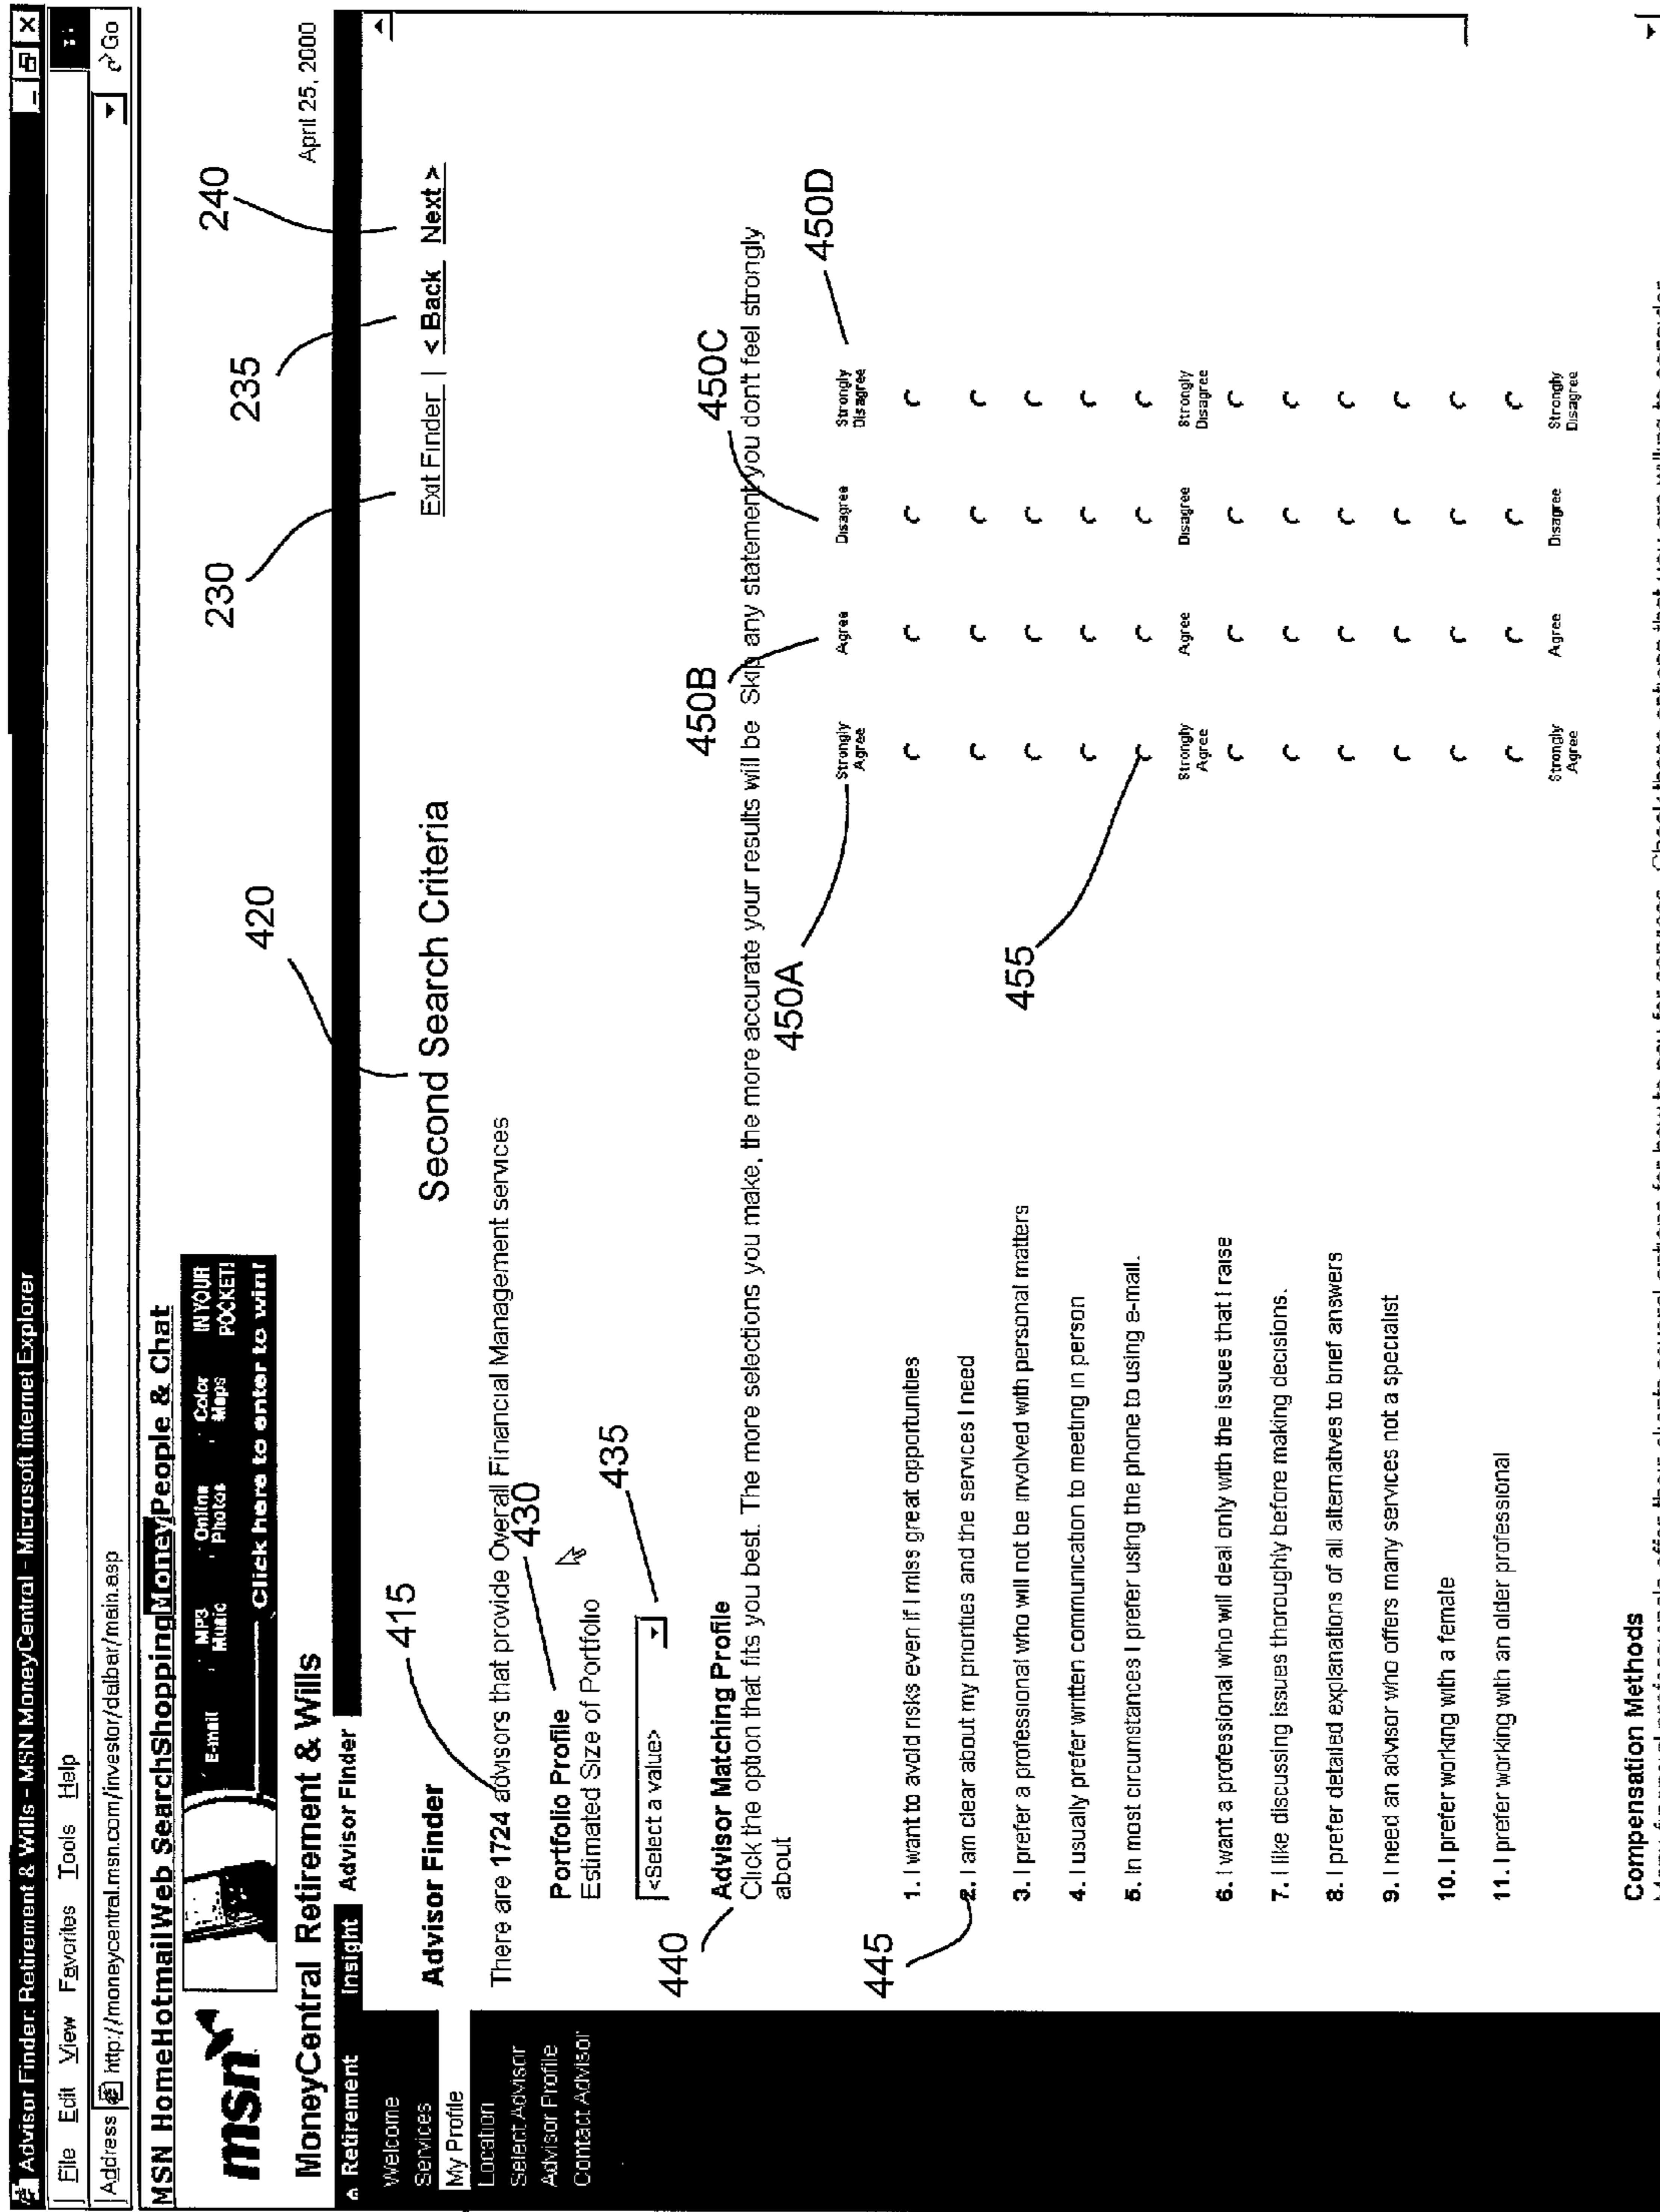 Advisor Finder: Retirement & Wills - MSN MoneyCentral - Microsoft Internet Explorer
File Edit View Favorites Tools Help
Address http://moneycentral.msn.com/investor/dalbar/main.asp Go
MSN HomeHotmailWeb SearchShoppingMoneyPeople & Chat
msn
E-mail MP3 Music Online Photos Color Maps IN YOUR POCKET!
Click here to enter to win!
MoneyCentral Retirement & Wills
April 25, 2000
Retirement Insight Advisor Finder
Welcome
Services
My Profile
Location
Select Advisor
Advisor Profile
Contact Advisor
420
230
235
240
Advisor Finder
Second Search Criteria
Exit Finder | < Back Next >
415
There are 1724 advisors that provide Overall Financial Management services
430
Portfolio Profile
Estimated Size of Portfolio
435
<Select a value>
440
Advisor Matching Profile
Click the option that fits you best. The more selections you make, the more accurate your results will be Skip any statement you don't feel strongly
about
450A
450B
450C
450D
Strongly Agree Agree Disagree Strongly Disagree
445
1. I want to avoid risks even if I miss great opportunities
2. I am clear about my priorities and the services I need
3. I prefer a professional who will not be involved with personal matters
4. I usually prefer written communication to meeting in person
5. In most circumstances I prefer using the phone to using e-mail.
455
Strongly Agree Agree Disagree Strongly Disagree
6. I want a professional who will deal only with the issues that I raise
7. I like discussing issues thoroughly before making decisions.
8. I prefer detailed explanations of all alternatives to brief answers
9. I need an advisor who offers many services not a specialist
10. I prefer working with a female
11. I prefer working with an older professional
Strongly Agree Agree Disagree Strongly Disagree
Compensation Methods